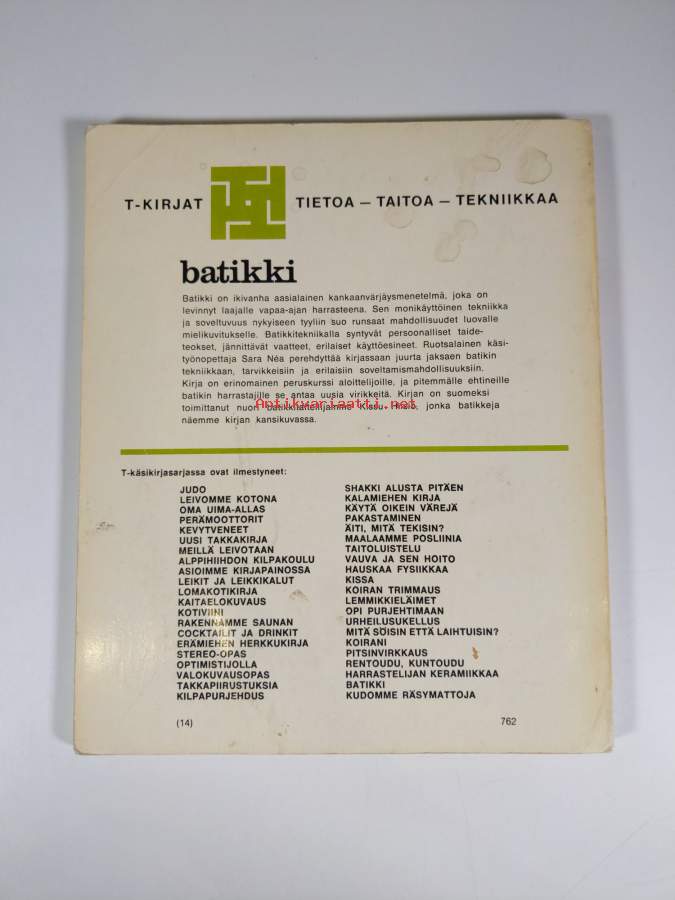 T-KIRJAT TIETOA — TAITOA — TEKNIIKKAA
batikki
Batikki on ikivanha aasialainen kankaanvärjäysmenetelmä, joka on
levinnyt laajalle vapaa-ajan harrasteena. Sen monikäyttöinen tekniikka
ja soveltuvuus nykyiseen tyyliin suo runsaat mahdollisuudet luovalle
mielikuvitukselle. Batikkitekniikalla syntyvät persoonalliset taide-
teokset, jännittävät vaatteet, erilaiset käyttöesineet. Ruotsalainen käsi-
työnopettaja Sara Néa perehdyttää kirjassaan juurta jaksaen batikin
tekniikkaan, tarvikkeisiin ja erilaisiin soveltamismahdollisuuksiin.
Kirja on erinomainen peruskurssi aloittelijoille, ja pitemmälle ehtineille
batikin harrastajille se antaa uusia virikkeitä. Kirjan on suomeksi
toimittanut nuori batikkitaiteilijamme Hirsiö, jonka batikkeja
näemme kirjan kansikuvassa.
Antikvariaatti.net
T-käsikirjasarjassa ovat ilmestyneet:
JUDO
LEIVOMME KOTONA
OMA UIMA-ALLAS
PERÄMOOTTORIT
KEVYTVENEET
UUSI TAKKAKIRJA
MEILLÄ LEIVOTAAN
ALPPIHIIHDON KILPAKOULU
ASIOIMME KIRJAPAINOSSA
LEIKIT JA LEIKKIKALUT
LOMAKOTIKIRJA
KAITAELOKUVAUS
KOTIVIINI
RAKENNAMME SAUNAN
COCKTAILIT JA DRINKIT
ERÄMIEHEN HERKKUKIRJA
STEREO-OPAS
OPTIMISTIJOLLA
VALOKUVAUSOPAS
TAKKAPIIRUSTUKSIA
KILPAPURJEHDUS
SHAKKI ALUSTA PITÄEN
KALAMIEHEN KIRJA
KÄYTÄ OIKEIN VÄREJÄ
PAKASTAMINEN
ÄITI, MITÄ TEKISIN?
MAALAAMME POSLIINIA
TAITOLUISTELU
VAUVA JA SEN HOITO
HAUSKAA FYSIIKKAA
KISSA
KOIRAN TRIMMAUS
LEMMIKKIELÄIMET
OPI PURJEHTIMAAN
URHEILUSUKELLUS
MITÄ SÖISIN ETTÄ LAIHTUISIN?
KOIRANI
PITSINVIRKKAUS
RENTOUDU, KUNTOUDU
HARRASTELIJAN KERAMIIKKAA
BATIKKI
KUDOMME RÄSYMATTOJA
(14) 762